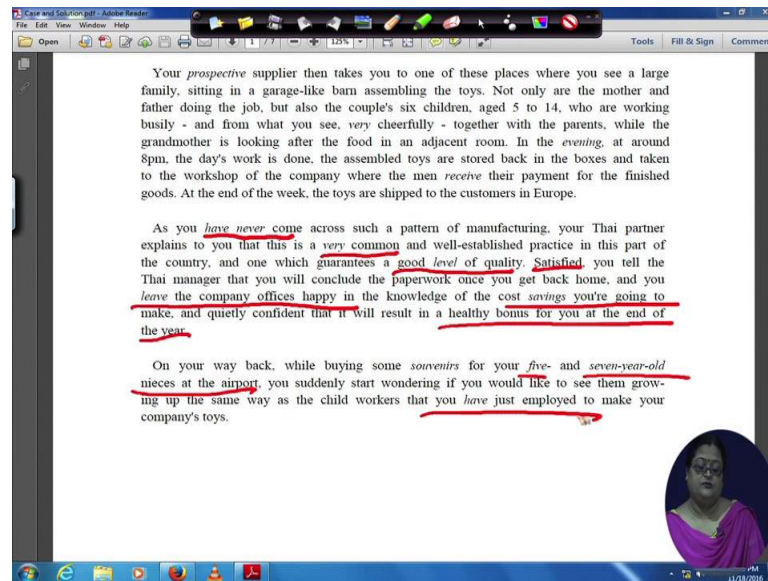 Case and Solution.pdf - Adobe Reader
File Edit View Window Help
Open
1 / 7
125%
Tools Fill & Sign Commen
Your prospective supplier then takes you to one of these places where you see a large
family, sitting in a garage-like barn assembling the toys. Not only are the mother and
father doing the job, but also the couple's six children, aged 5 to 14, who are working
busily - and from what you see, very cheerfully - together with the parents, while the
grandmother is looking after the food in an adjacent room. In the evening, at around
8pm, the day's work is done, the assembled toys are stored back in the boxes and taken
to the workshop of the company where the men receive their payment for the finished
goods. At the end of the week, the toys are shipped to the customers in Europe.
As you have never come across such a pattern of manufacturing, your Thai partner
explains to you that this is a very common and well-established practice in this part of
the country, and one which guarantees a good level of quality. Satisfied, you tell the
Thai manager that you will conclude the paperwork once you get back home, and you
leave the company offices happy in the knowledge of the cost savings you're going to
make, and quietly confident that it will result in a healthy bonus for you at the end of
the year.
On your way back, while buying some souvenirs for your five- and seven-year-old
nieces at the airport, you suddenly start wondering if you would like to see them grow-
ing up the same way as the child workers that you have just employed to make your
company's toys.
PM
11/18/2016